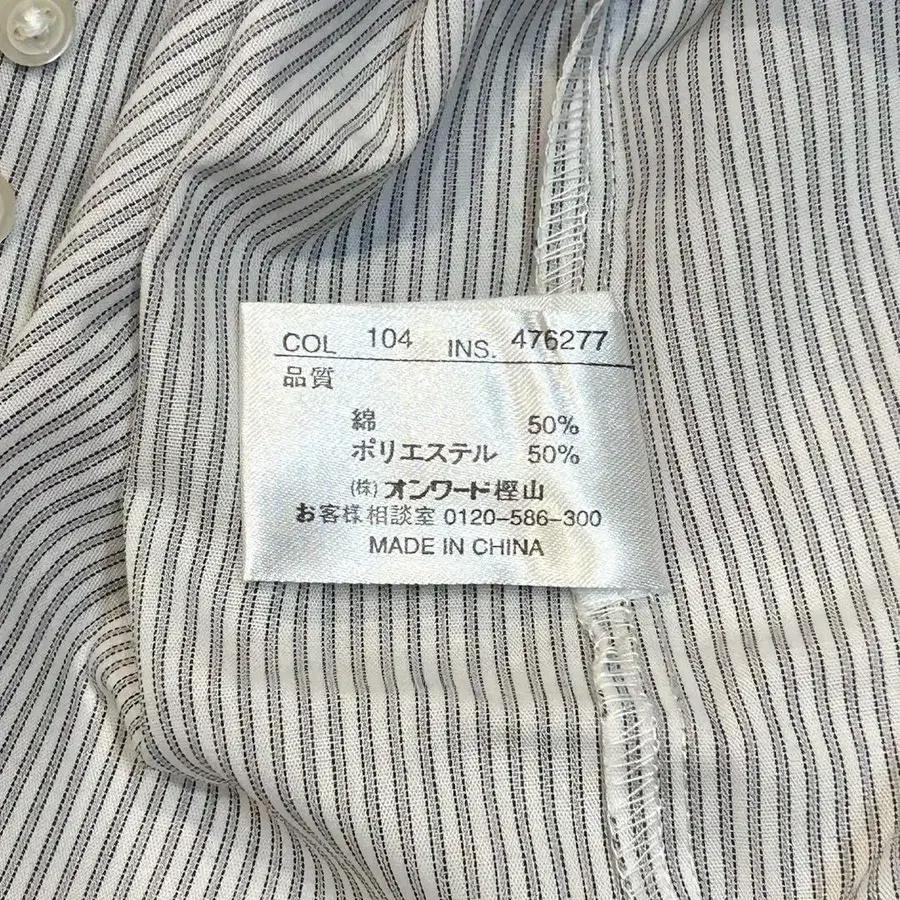 COL 104 INS. 476277
品質
綿 50%
ポリエステル 50%
(株)オンワード樫山
お客様相談室 0120-586-300
MADE IN CHINA